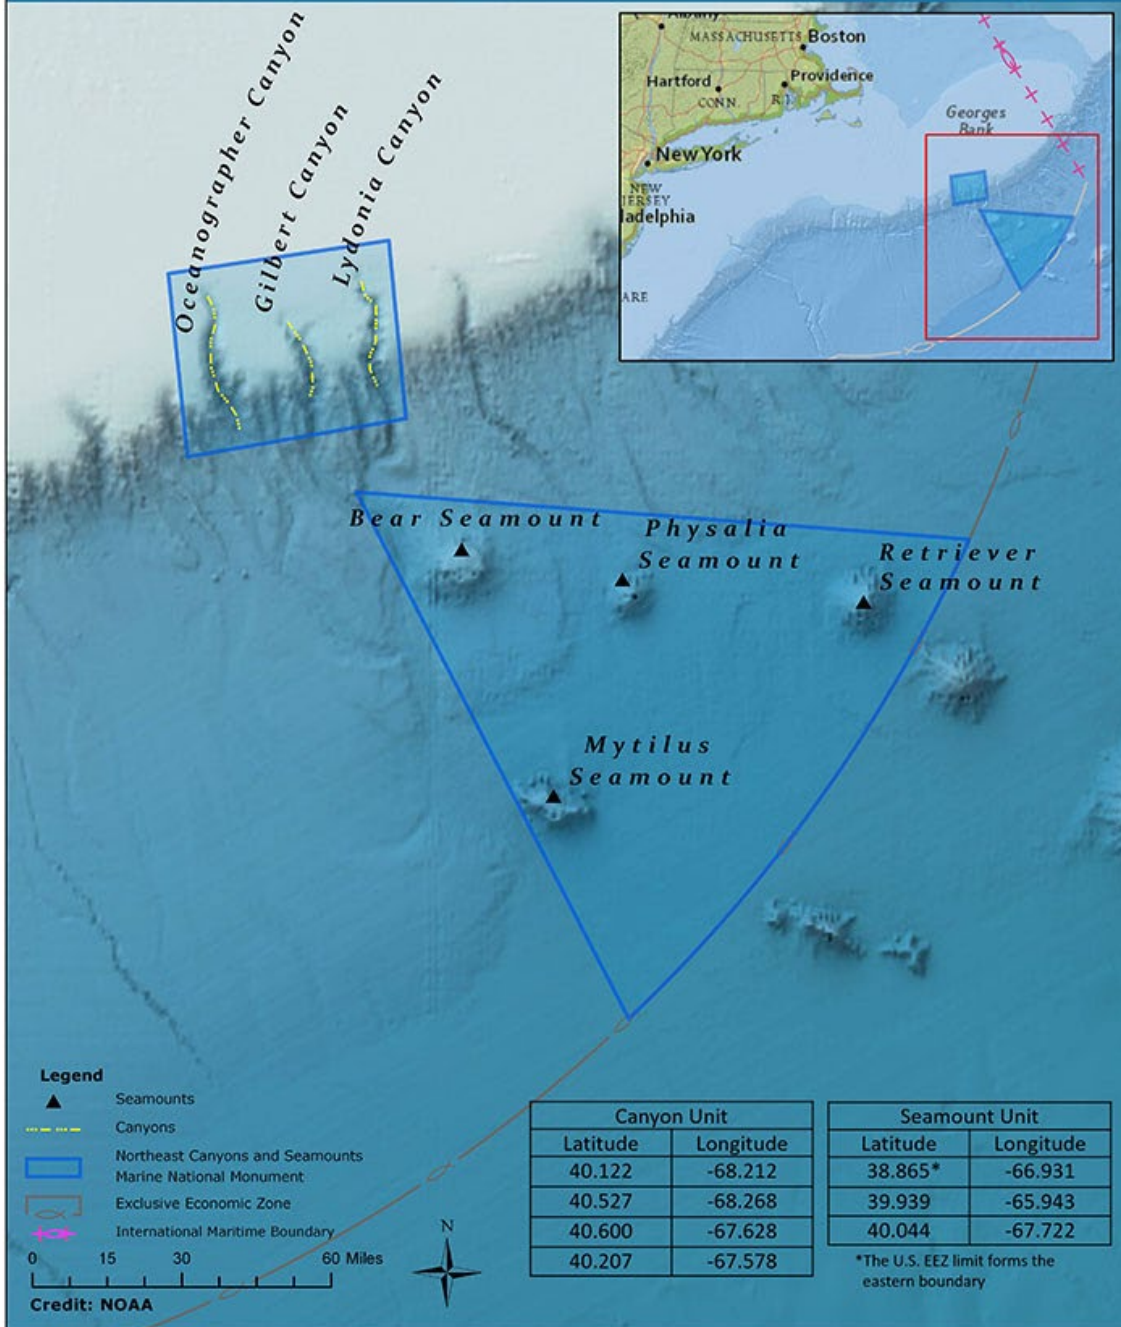 Oceanographer Canyon
Gilbert Canyon
Lydonia Canyon
Albany
MASSACHUSETTS
Boston
Hartford
Providence
CONN.
R.I.
Georges
Bank
New York
NEW
JERSEY
ladelphia
ARE
Bear Seamount
Physalia
Seamount
Retriever
Seamount
Mytilus
Seamount
Legend
Seamounts
Canyons
Northeast Canyons and Seamounts
Marine National Monument
Exclusive Economic Zone
International Maritime Boundary
0 15 30 60 Miles
Credit: NOAA
N
Canyon Unit
Latitude Longitude
40.122 -68.212
40.527 -68.268
40.600 -67.628
40.207 -67.578
Seamount Unit
Latitude Longitude
38.865* -66.931
39.939 -65.943
40.044 -67.722
*The U.S. EEZ limit forms the
eastern boundary